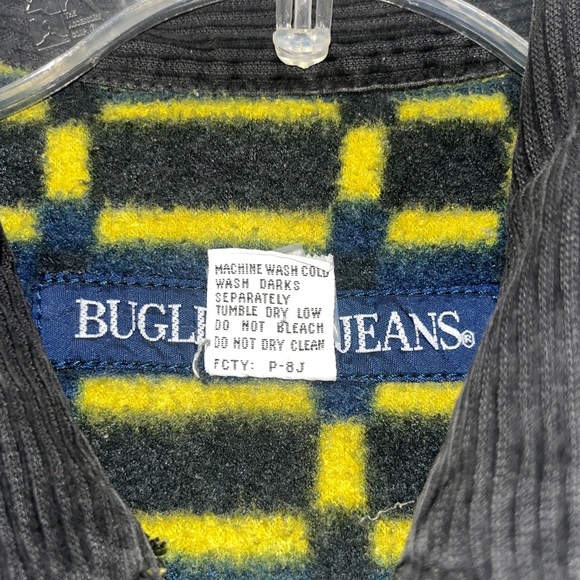 MACHINE WASH COLD
WASH DARKS
SEPARATELY
TUMBLE DRY LOW
DO NOT BLEACH
DO NOT DRY CLEAN
FCTY: P-8J
BUGL JEANS®